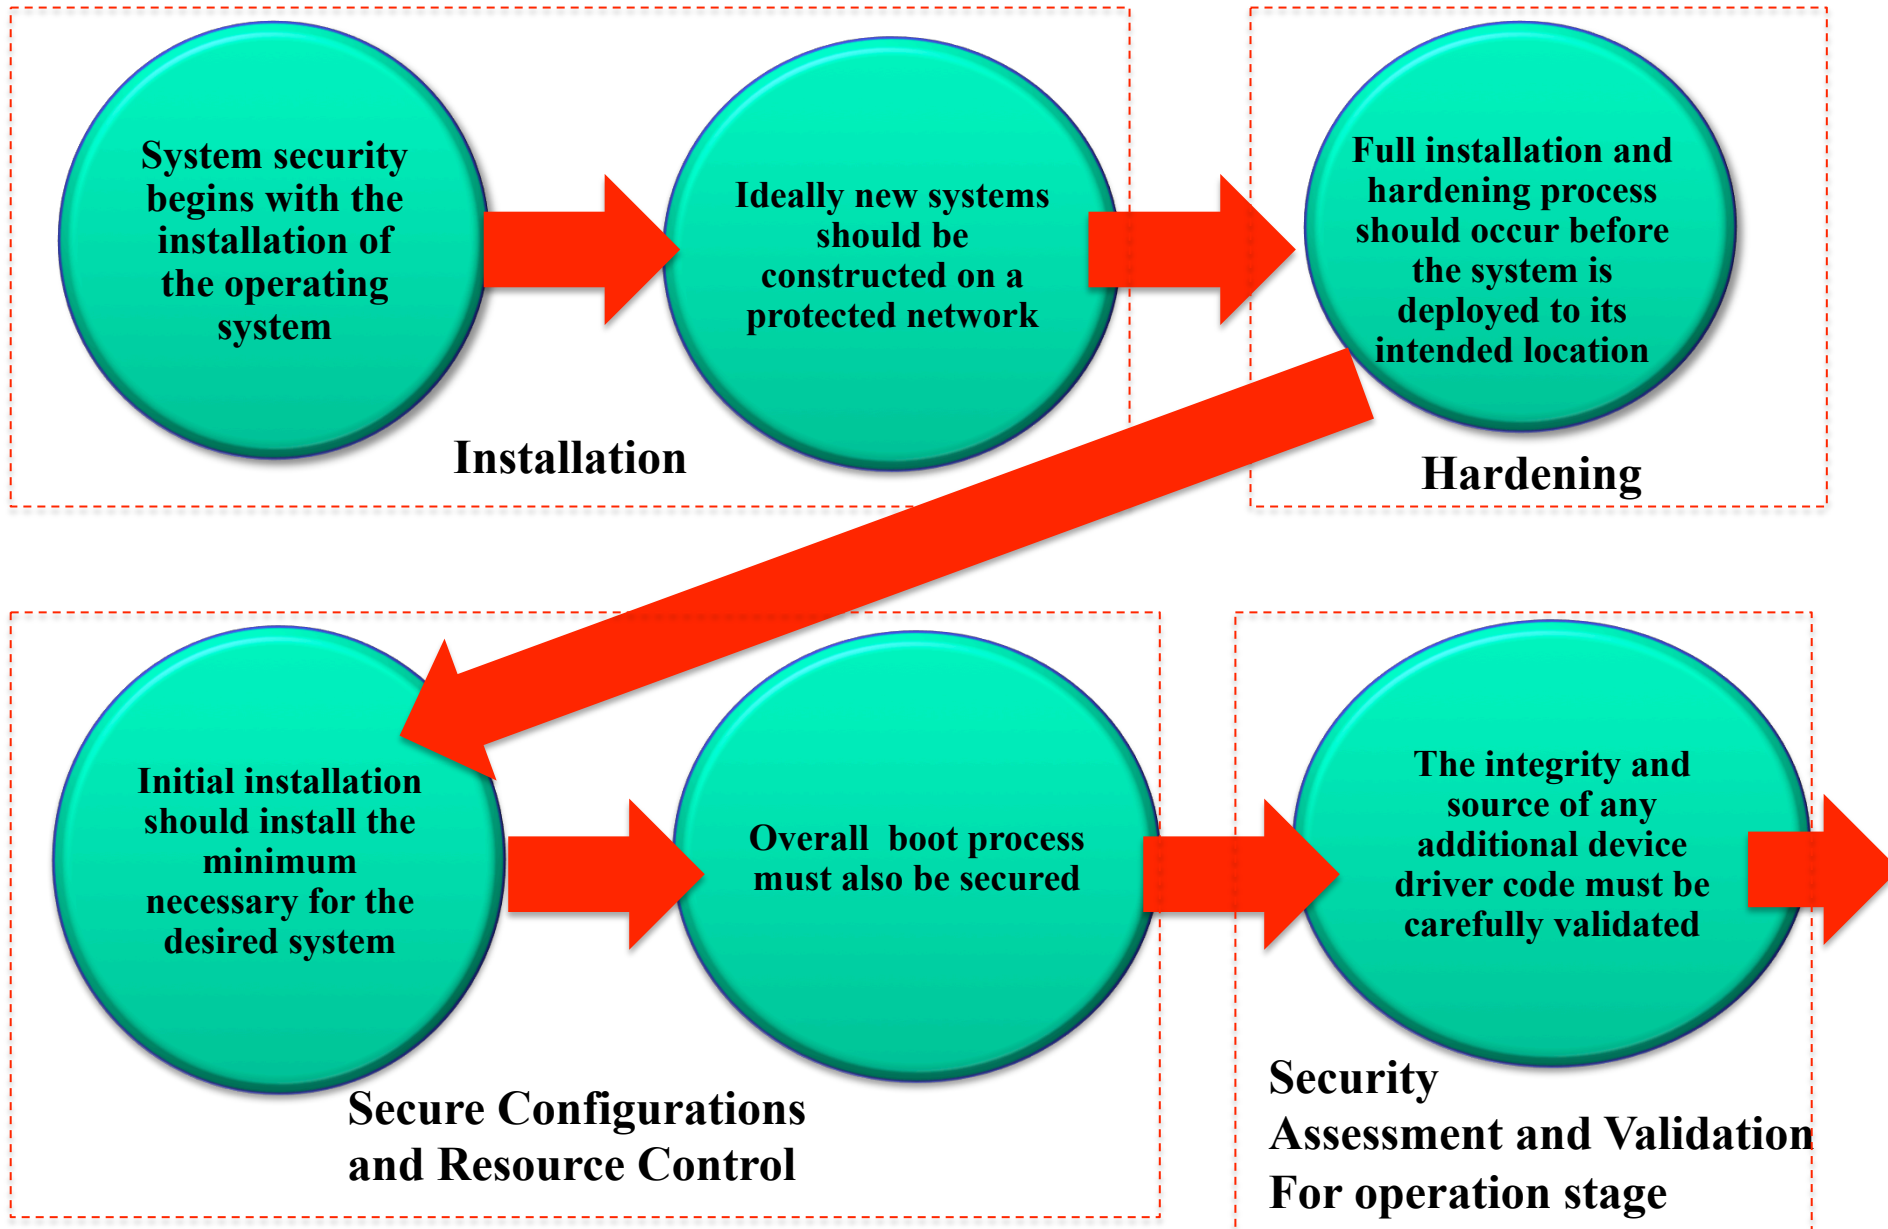 System security
begins with the
installation of
the operating
system
Ideally new systems
should be
constructed on a
protected network
Installation
Full installation and
hardening process
should occur before
the system is
deployed to its
intended location
Hardening
Initial installation
should install the
minimum
necessary for the
desired system
Overall  boot process
must also be secured
Secure Configurations
and Resource Control
The integrity and
source of any
additional device
driver code must be
carefully validated
Security
Assessment and Validation
For operation stage